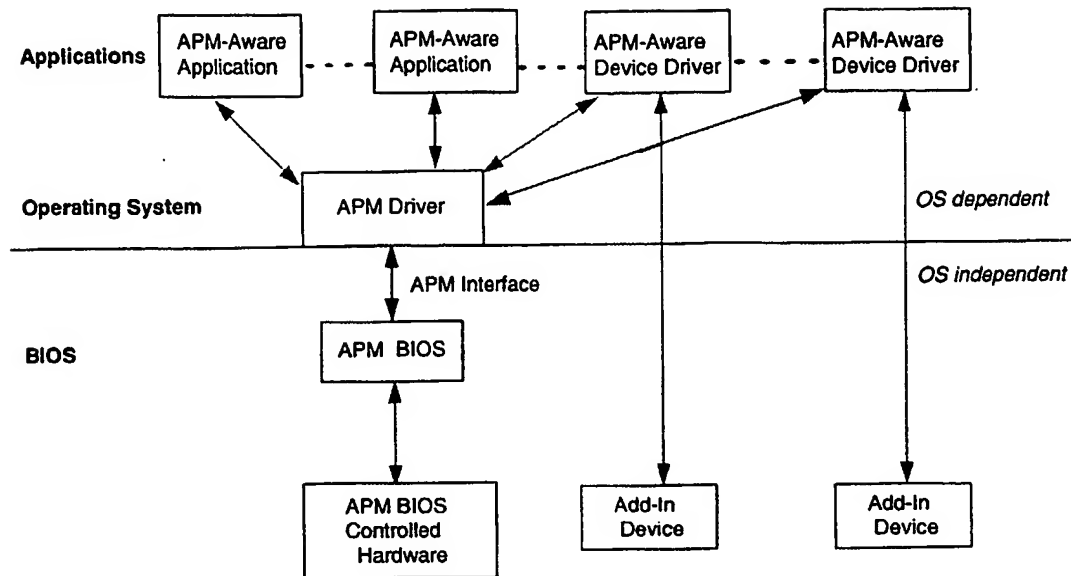 Applications
APM-Aware
Application
APM-Aware
Application
APM-Aware
Device Driver
APM-Aware
Device Driver
Operating System
APM Driver
OS dependent
APM Interface
OS independent
BIOS
APM BIOS
APM BIOS
Controlled
Hardware
Add-In
Device
Add-In
Device